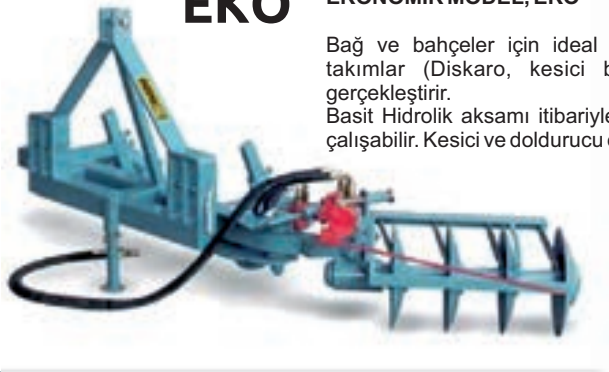 EKO
EKONOMİK MODEL, EKO
Bağ ve bahçeler için ideal
takımlar (Diskaro, kesici
gerçekleştirir.
Basit Hidrolik aksamı itibariyle
çalışabilir. Kesici ve doldurucu